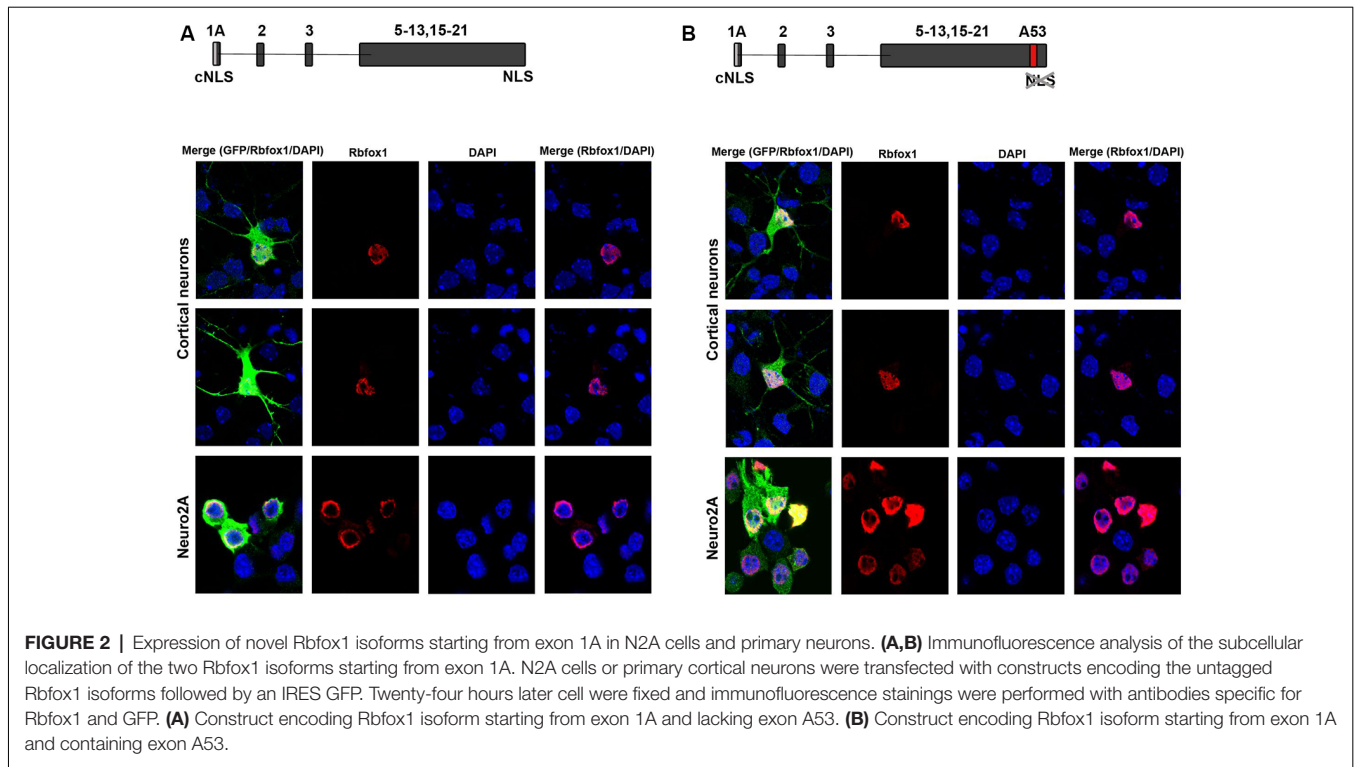 A
1A 2 3 5-13,15-21
cNLS NLS
B
1A 2 3 5-13,15-21 A53
cNLS NLS
Merge (GFP/Rbfox1/DAPI) Rbfox1 DAPI Merge (Rbfox1/DAPI)
Cortical neurons
Neuro2A
Merge (GFP/Rbfox1/DAPI) Rbfox1 DAPI Merge (Rbfox1/DAPI)
Cortical neurons
Neuro2A
FIGURE 2 | Expression of novel Rbfox1 isoforms starting from exon 1A in N2A cells and primary neurons. (A,B) Immunofluorescence analysis of the subcellular
localization of the two Rbfox1 isoforms starting from exon 1A. N2A cells or primary cortical neurons were transfected with constructs encoding the untagged
Rbfox1 isoforms followed by an IRES GFP. Twenty-four hours later cell were fixed and immunofluorescence stainings were performed with antibodies specific for
Rbfox1 and GFP. (A) Construct encoding Rbfox1 isoform starting from exon 1A and lacking exon A53. (B) Construct encoding Rbfox1 isoform starting from exon 1A
and containing exon A53.